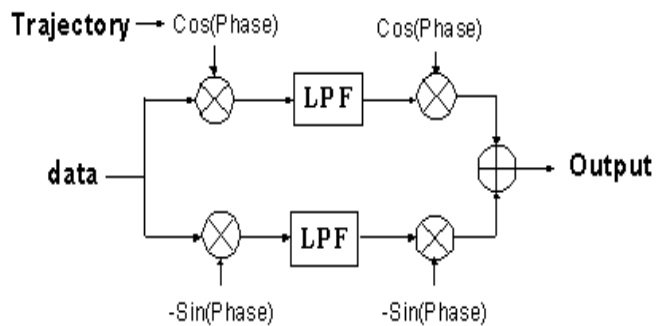 Trajectory Cos(Phase) Cos(Phase)
LPF
data
Output
LPF
-Sin(Phase) -Sin(Phase)